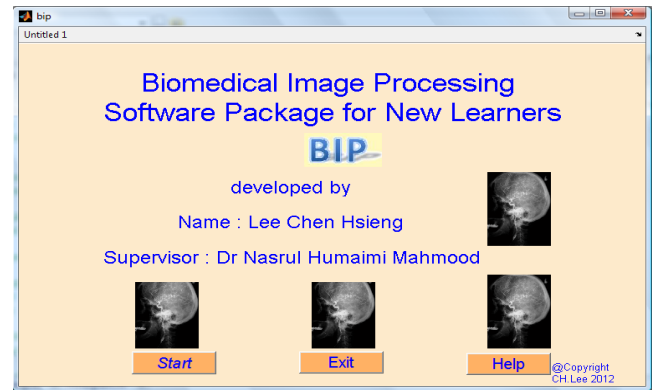 bip
Untitled 1
Biomedical Image Processing
Software Package for New Learners
BIP
developed by
Name : Lee Chen Hsieng
Supervisor : Dr Nasrul Humaimi Mahmood
Start
Exit
Help
@Copyright
CH.Lee 2012